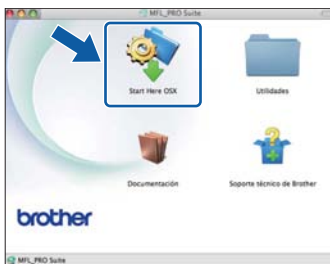 MFL_PRO Suite
Start Here OSX
Utilidades
Documentación
Soporte técnico de Brother
brother
MFL_PRO Suite